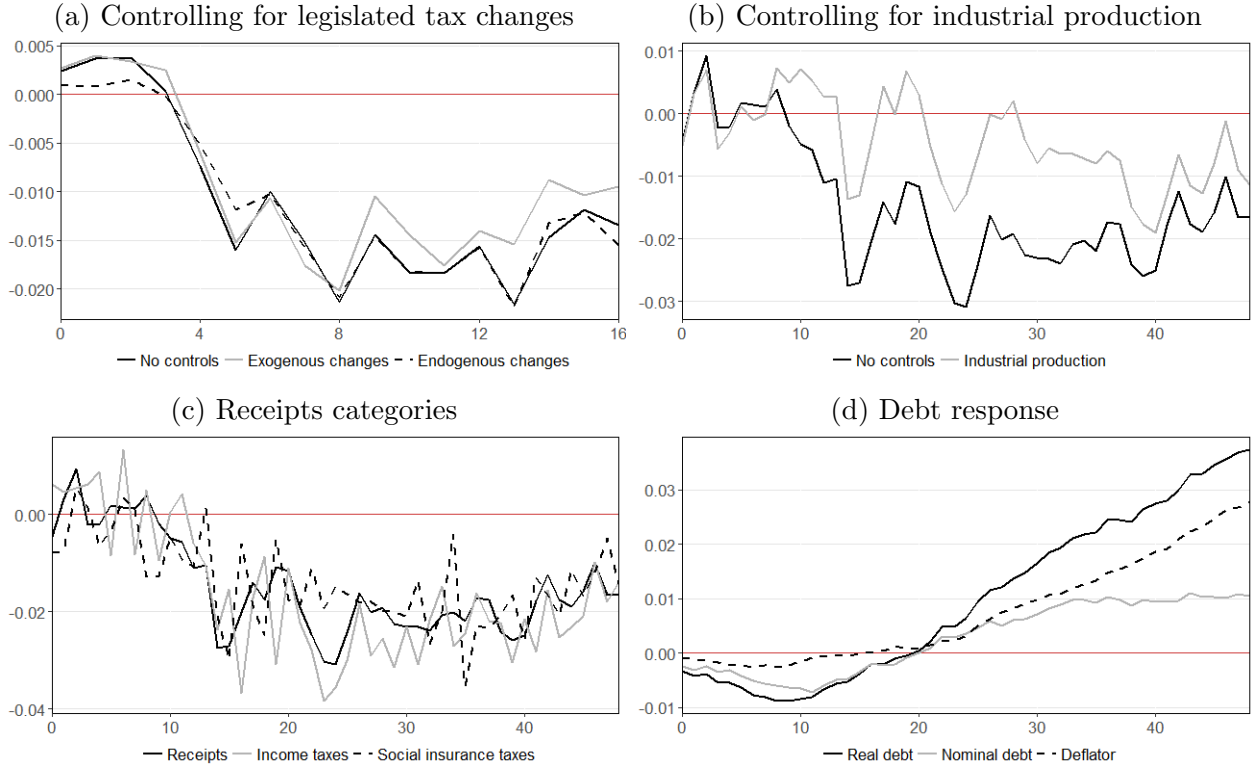 (a) Controlling for legislated tax changes
0.005
0.000
-0.005
-0.010
-0.015
-0.020
0 4 8 12 16
No controls Exogenous changes Endogenous changes
(b) Controlling for industrial production
0.01
0.00
-0.01
-0.02
-0.03
0 10 20 30 40
No controls Industrial production
(c) Receipts categories
0.00
-0.02
-0.04
0 10 20 30 40
Receipts Income taxes Social insurance taxes
(d) Debt response
0.03
0.02
0.01
0.00
-0.01
0 10 20 30 40
Real debt Nominal debt Deflator